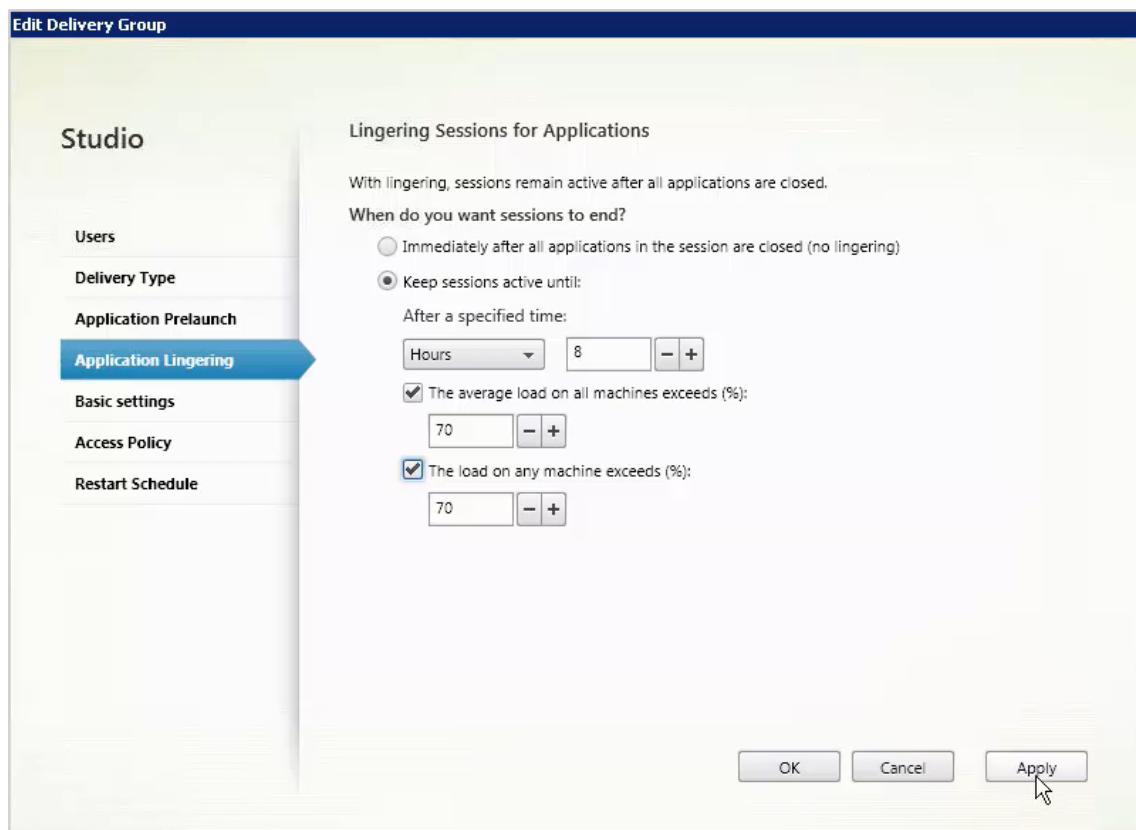 Edit Delivery Group
Studio
Users
Delivery Type
Application Prelaunch
Application Lingering
Basic settings
Access Policy
Restart Schedule
Lingering Sessions for Applications
With lingering, sessions remain active after all applications are closed.
When do you want sessions to end?
Immediately after all applications in the session are closed (no lingering)
Keep sessions active until:
After a specified time:
Hours 8 − +
The average load on all machines exceeds (%):
70 − +
The load on any machine exceeds (%):
70 − +
OK Cancel Apply